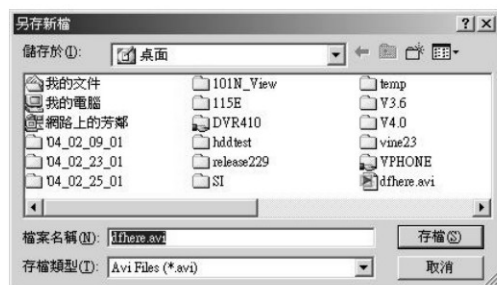 另存新檔
儲存於(I): 桌面
我的文件
我的電腦
網路上的芳鄰
'04_02_09_01
'04_02_23_01
'04_02_25_01
101N_View
115E
DVR410
hddtest
release229
SI
temp
V3.6
V4.0
vine23
VPHONE
dfhere.avi
檔案名稱(N): dfhere.avi 存檔(S)
存檔類型(T): Avi Files (*.avi) 取消